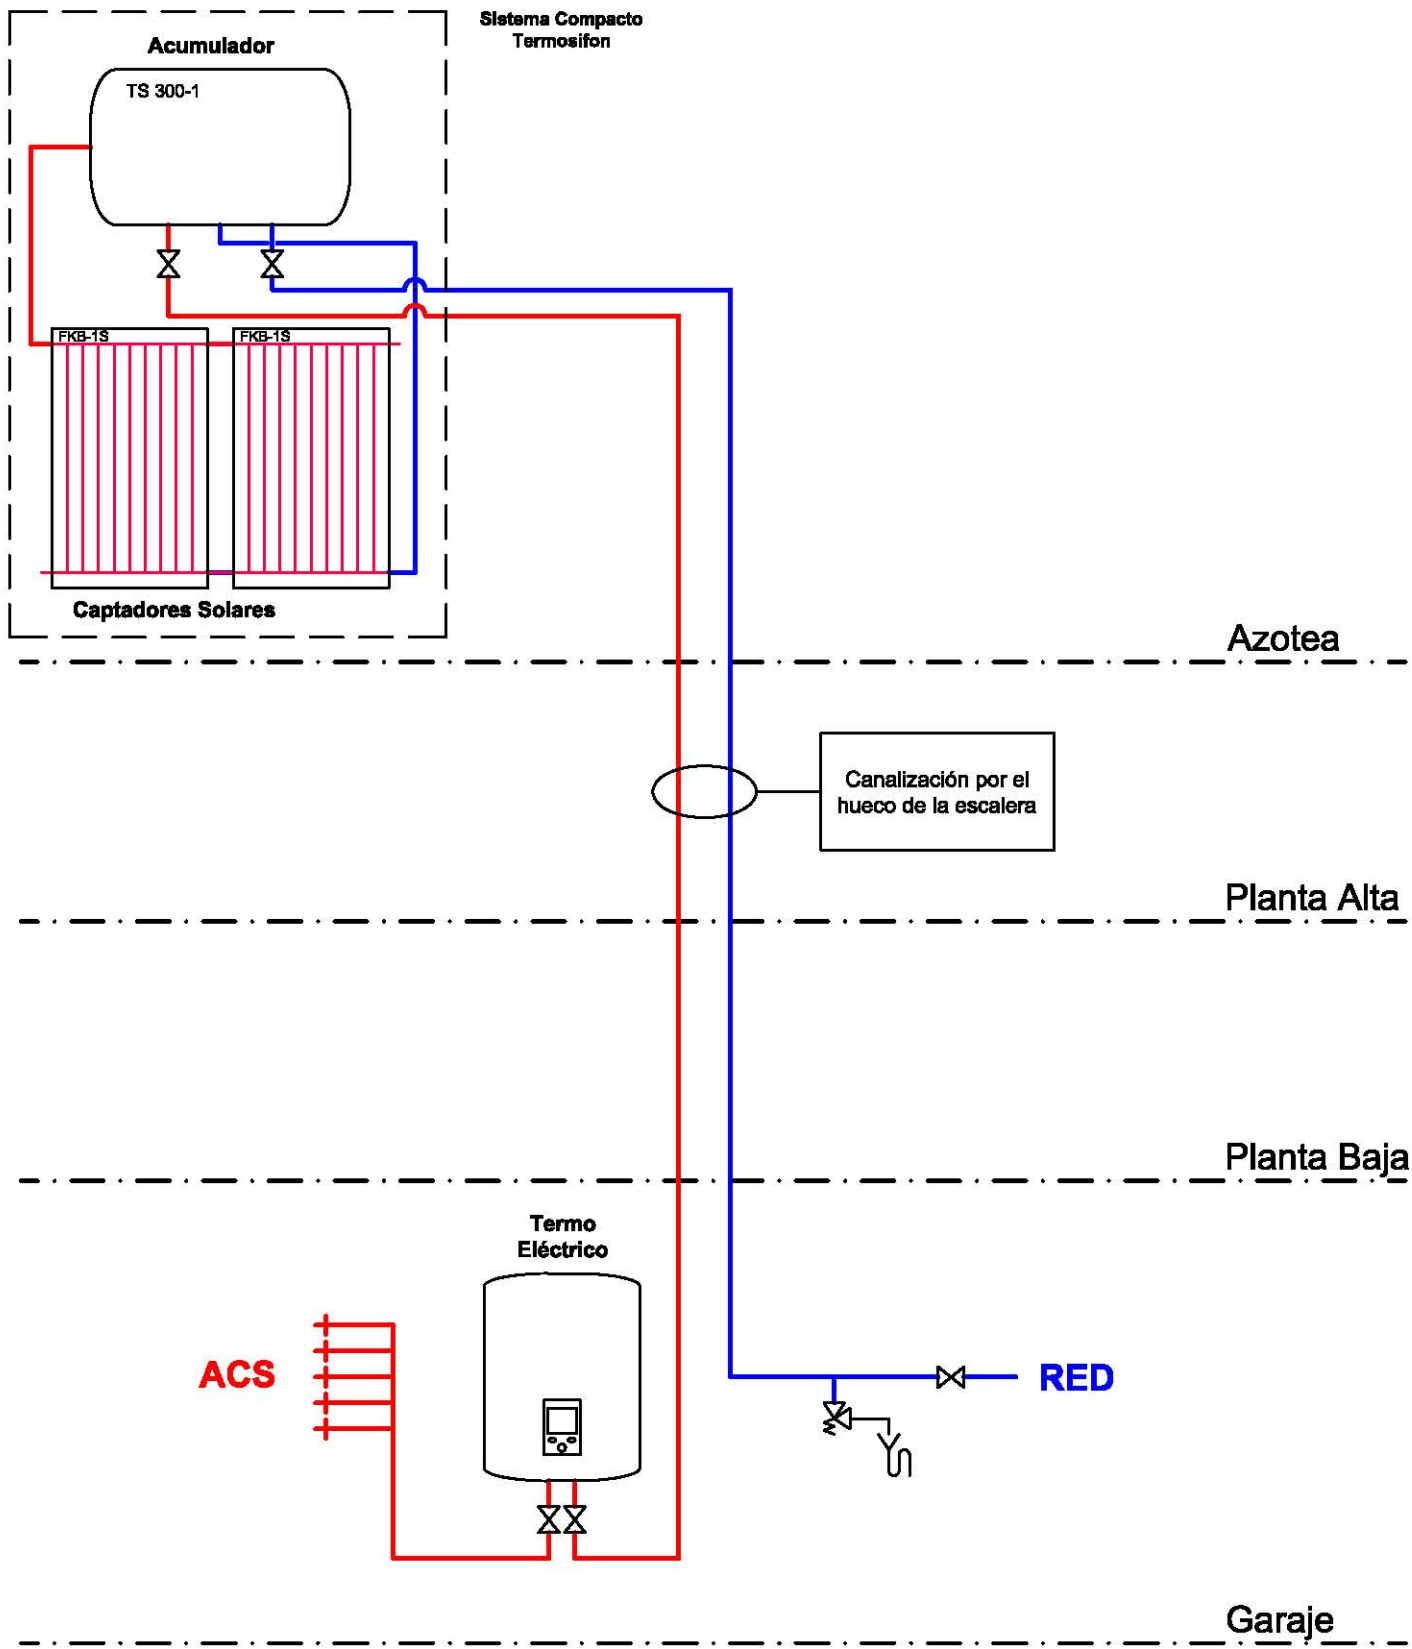 Sistema Compacto
Termosifon
Acumulador
TS 300-1
FKB-1S
FKB-1S
Captadores Solares
Azotea
Canalización por el
hueco de la escalera
Planta Alta
Planta Baja
Termo
Eléctrico
ACS
RED
Garaje